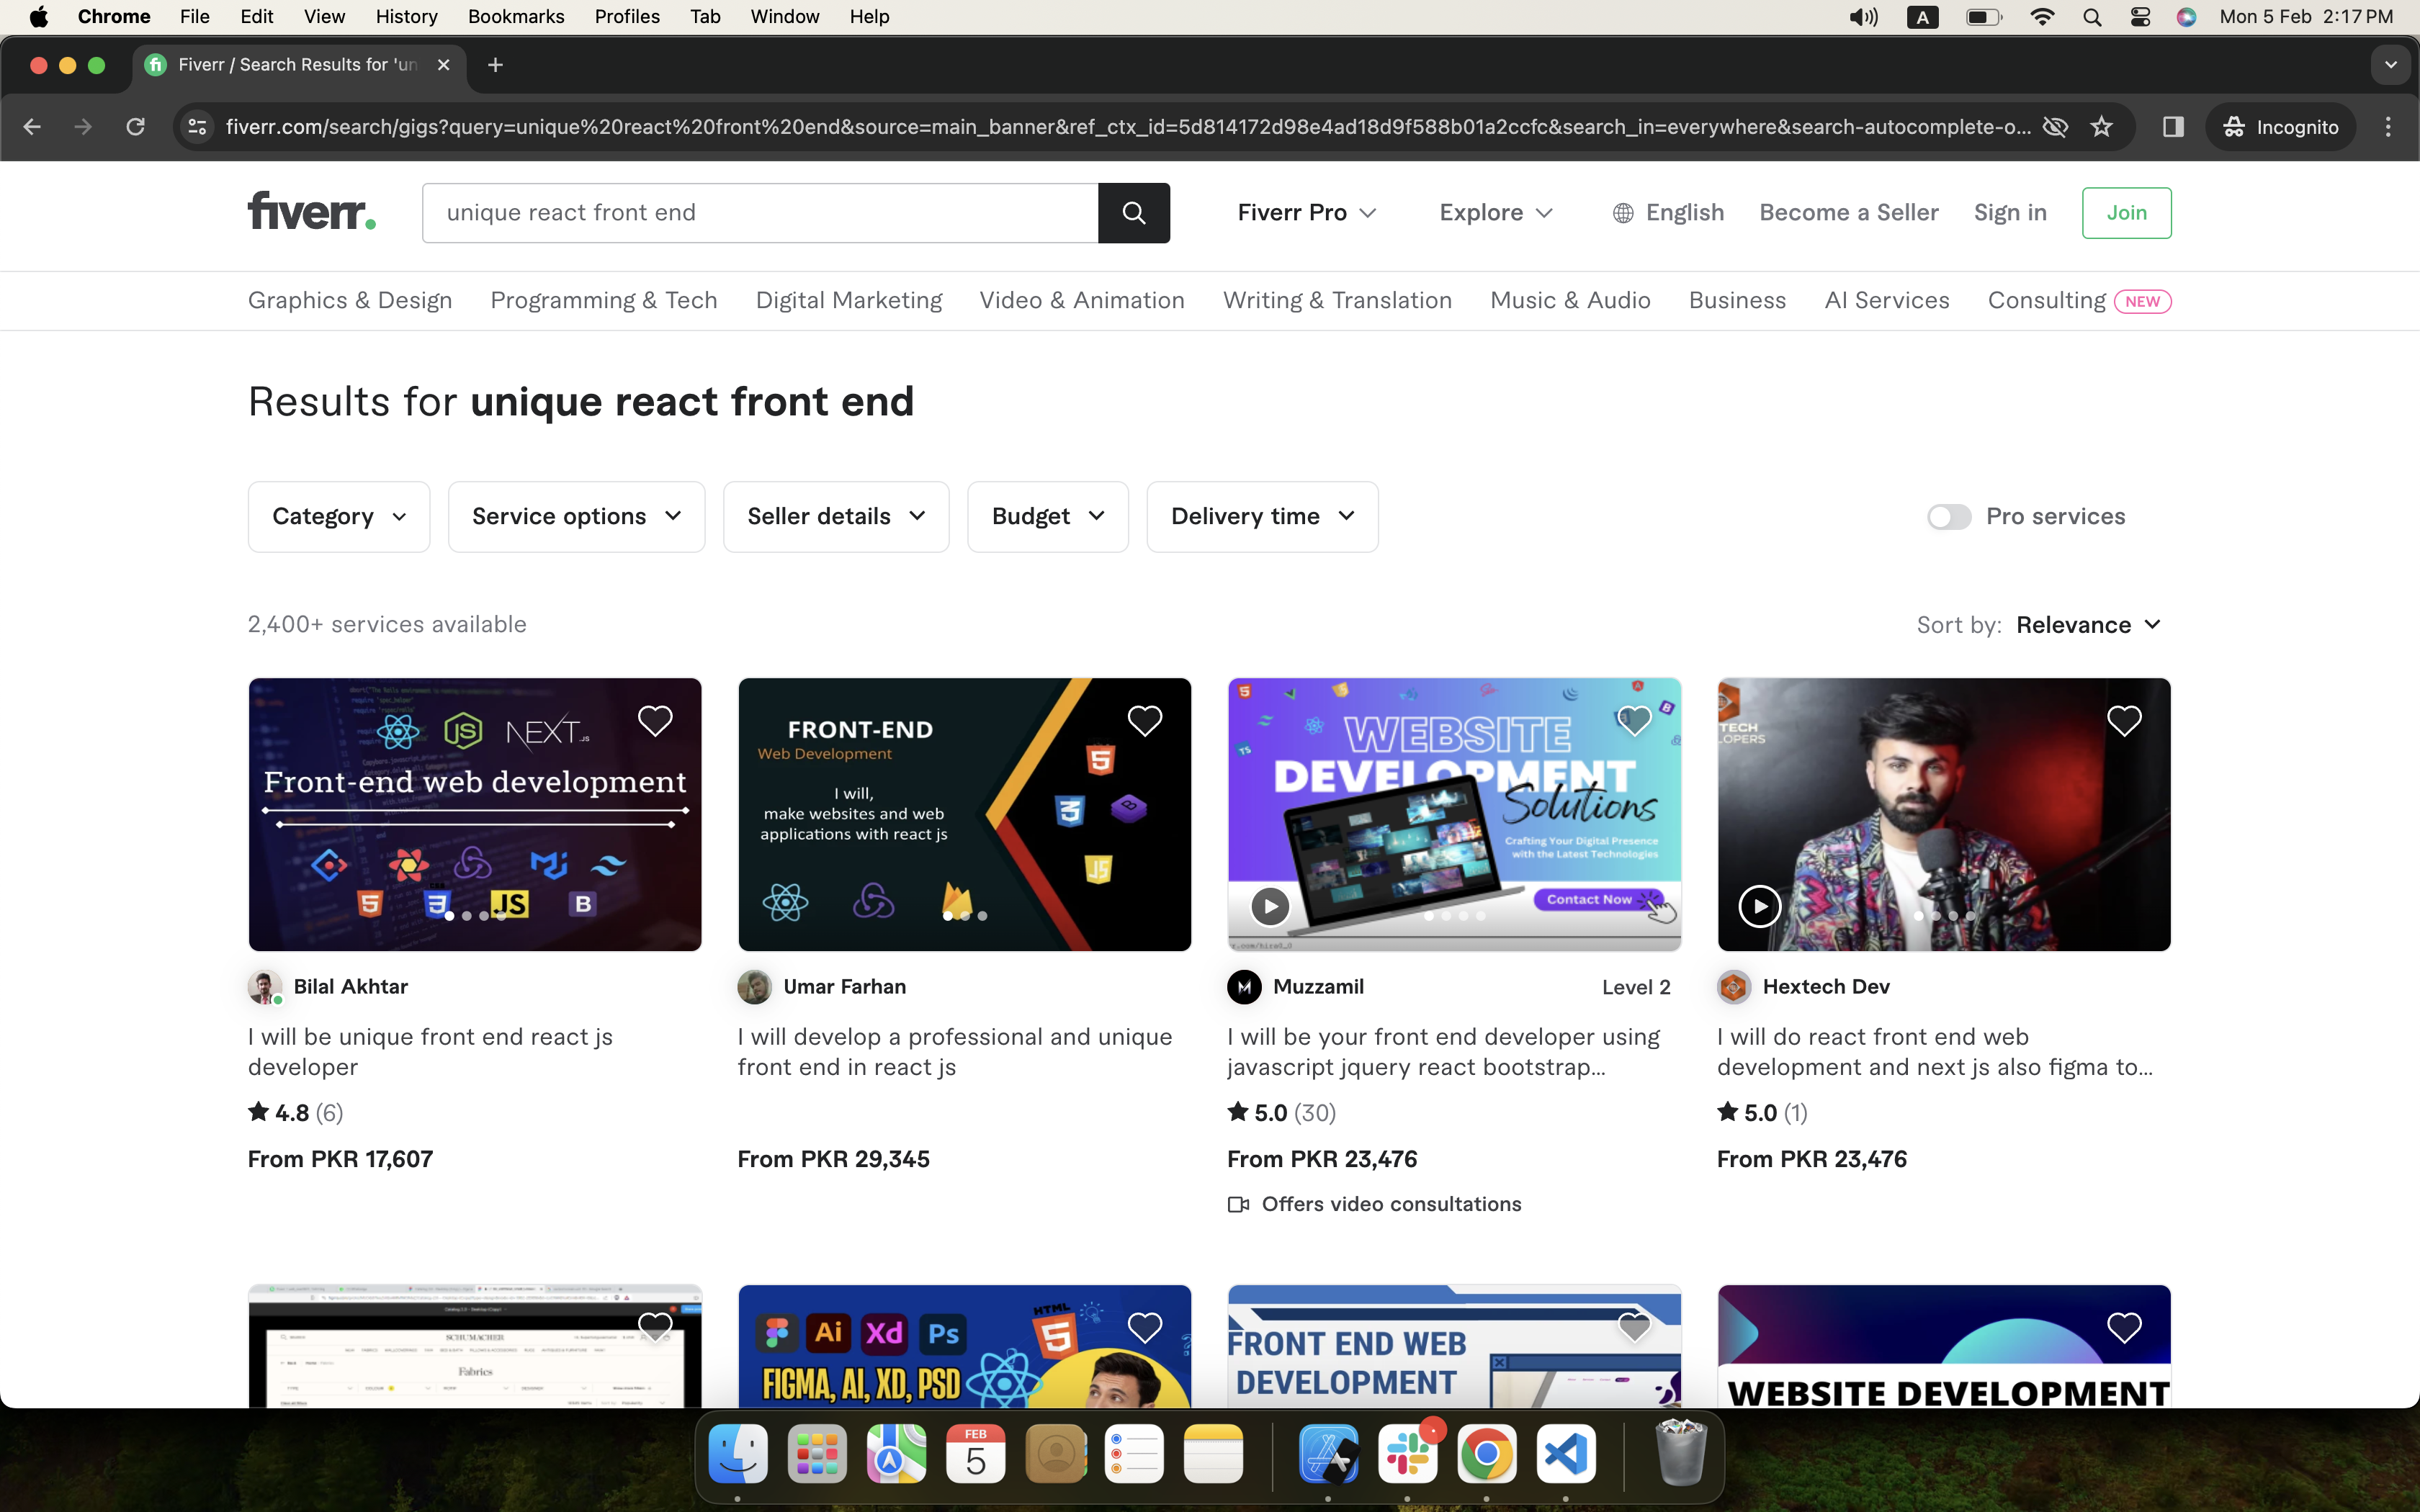 Chrome File Edit View History Bookmarks Profiles Tab Window Help A Mon 5 Feb 2:17 PM
Fiverr / Search Results for 'un
fiverr.com/search/gigs?query=unique%20react%20front%20end&source=main_banner&ref_ctx_id=5d814172d98e4ad18d9f588b01a2ccfc&search_in=everywhere&search-autocomplete-o... Incognito
fiverr. unique react front end Fiverr Pro Explore English Become a Seller Sign in Join
Graphics & Design Programming & Tech Digital Marketing Video & Animation Writing & Translation Music & Audio Business AI Services Consulting NEW
Results for unique react front end
Category Service options Seller details Budget Delivery time Pro services
2,400+ services available Sort by: Relevance
JS NEXT.JS
Front-end web development
5 3 JS B
FRONT-END
Web Development
I will,
make websites and web
applications with react js
5
3
JS
WEBSITE
DEVELOPMENT
Solutions
Crafting Your Digital Presence
with the Latest Technologies
Contact Now
TECH
LOPERS
Bilal Akhtar
I will be unique front end react js
developer
4.8 (6)
From PKR 17,607
Umar Farhan
I will develop a professional and unique
front end in react js
From PKR 29,345
Muzzamil Level 2
I will be your front end developer using
javascript jquery react bootstrap...
5.0 (30)
From PKR 23,476
Offers video consultations
Hextech Dev
I will do react front end web
development and next js also figma to...
5.0 (1)
From PKR 23,476
SCHUMACHER
Fabrics
Ai Xd Ps HTML 5
FIGMA, AI, XD, PSD
FRONT END WEB
DEVELOPMENT
WEBSITE DEVELOPMENT
FEB
5